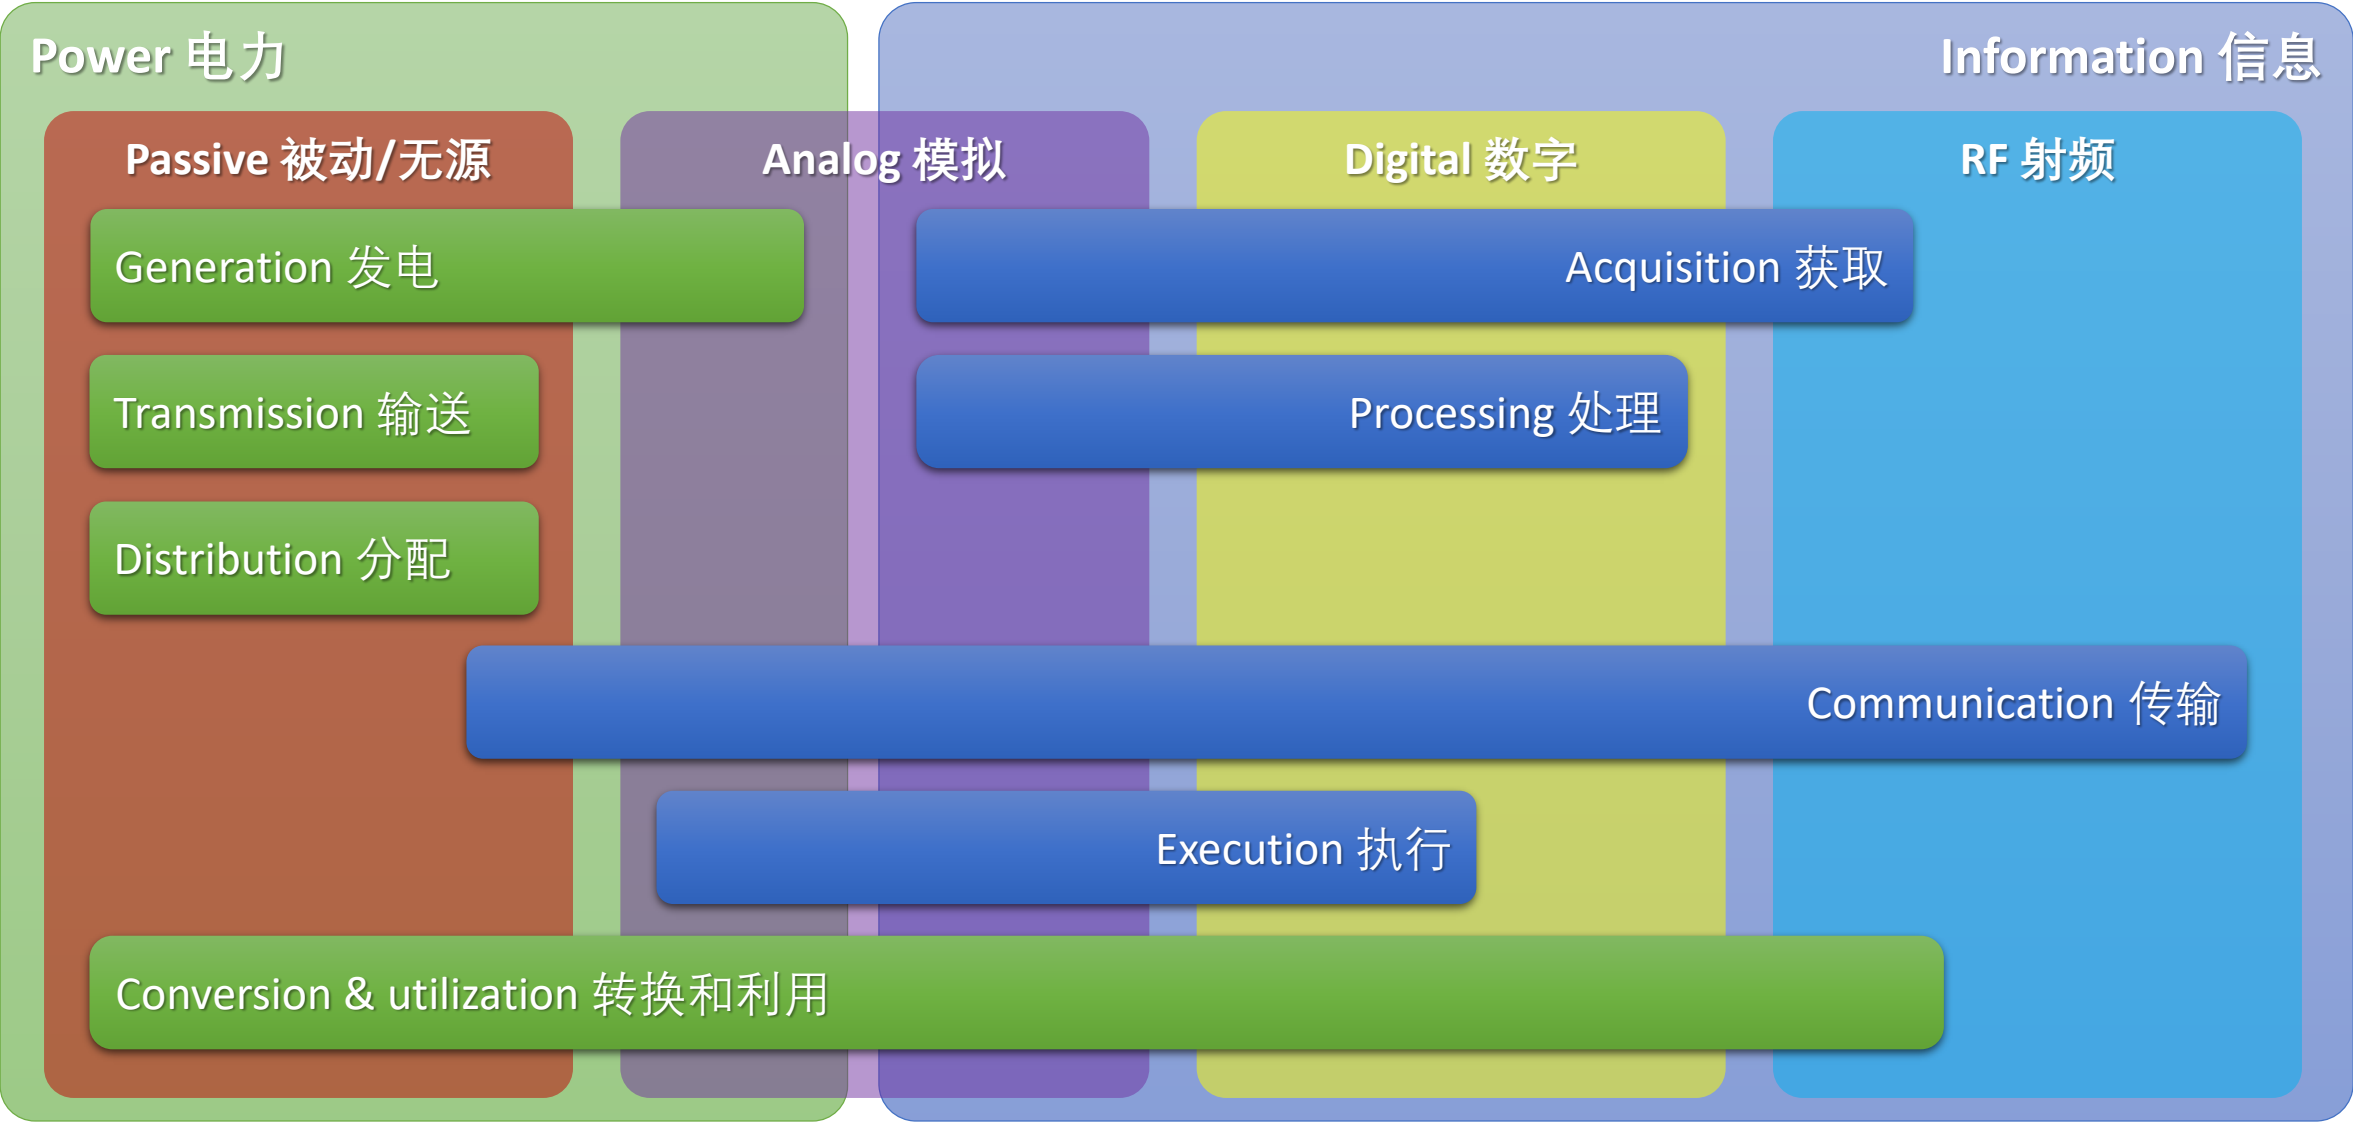 Power 电力
Information 信息
Passive 被动/无源
Analog 模拟
Digital 数字
RF 射频
Generation 发电
Acquisition 获取
Transmission 输送
Processing 处理
Distribution 分配
Communication 传输
Execution 执行
Conversion & utilization 转换和利用